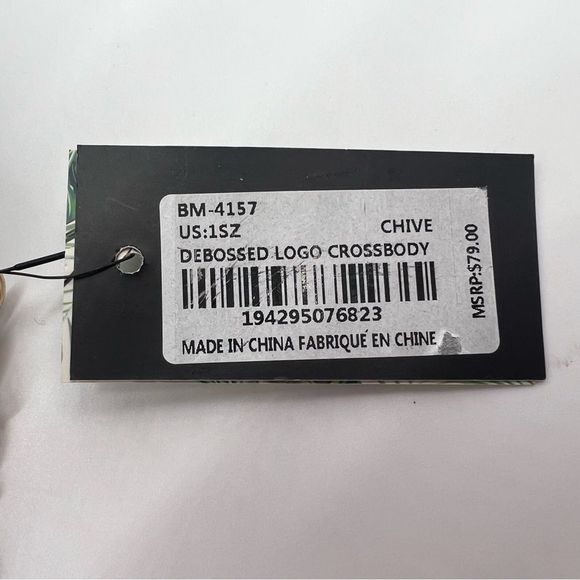 BM-4157
US:1SZ CHIVE
DEBOSSED LOGO CROSSBODY
194295076823
MADE IN CHINA FABRIQUÉ EN CHINE
MSRP:$79.00